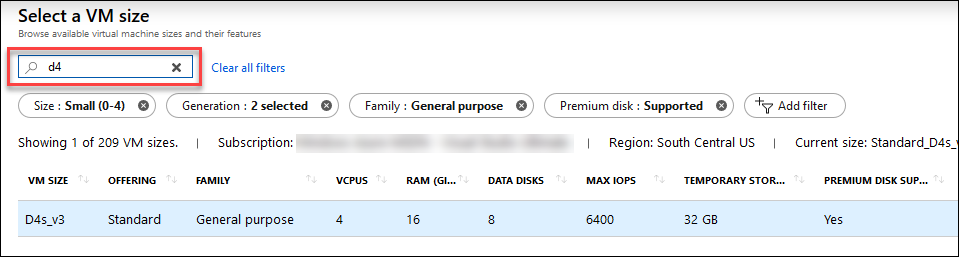 Select a VM size
Browse available virtual machine sizes and their features
d4
Clear all filters
Size : Small (0-4)
Generation : 2 selected
Family : General purpose
Premium disk : Supported
Add filter
Showing 1 of 209 VM sizes. | Subscription: | Region: South Central US | Current size: Standard_D4s_v
VM SIZE OFFERING FAMILY VCPUS RAM (GI... DATA DISKS MAX IOPS TEMPORARY STOR... PREMIUM DISK SUP...
D4s_v3 Standard General purpose 4 16 8 6400 32 GB Yes